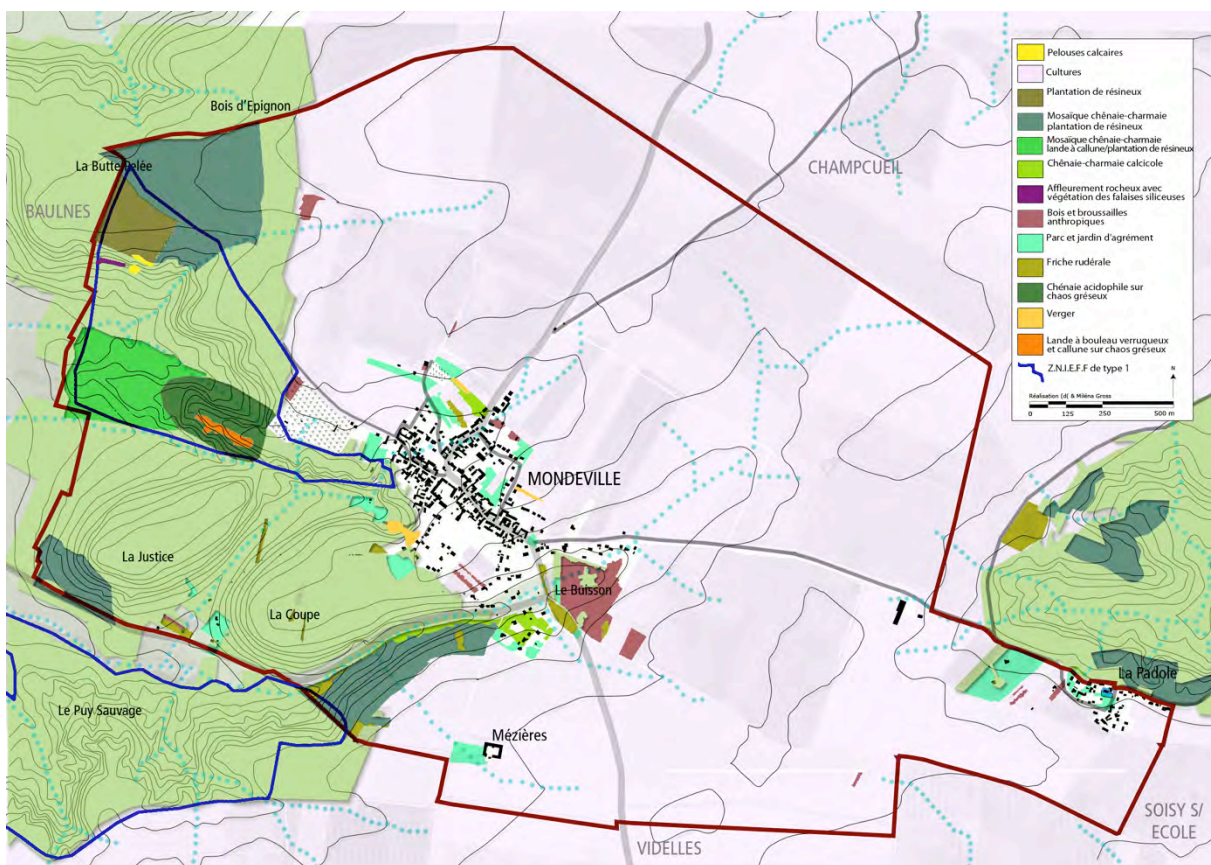 Bois d'Epignon
La Butte Pelée
BAULNES
CHAMPCUEIL
MONDEVILLE
La Justice
La Coupe
Le Buisson
Le Puy Sauvage
Mézières
La Padole
VIDELLES
SOISY S/
ECOLE
Pelouses calcaires
Cultures
Plantation de résineux
Mosaïque chênaie-charmaie
plantation de résineux
Mosaïque chênaie-charmaie
lande à callune/plantation de résineux
Chênaie-charmaie calcicole
Affleurement rocheux avec
végétation des falaises siliceuses
Bois et broussailles
anthropiques
Parc et jardin d'agrément
Friche rudérale
Chênaie acidophile sur
chaos gréseux
Verger
Lande à bouleau verruqueux
et callune sur chaos gréseux
Z.N.I.E.F.F de type 1
N
Réalisation [d( & Miléna Gross
0 125 250 500 m